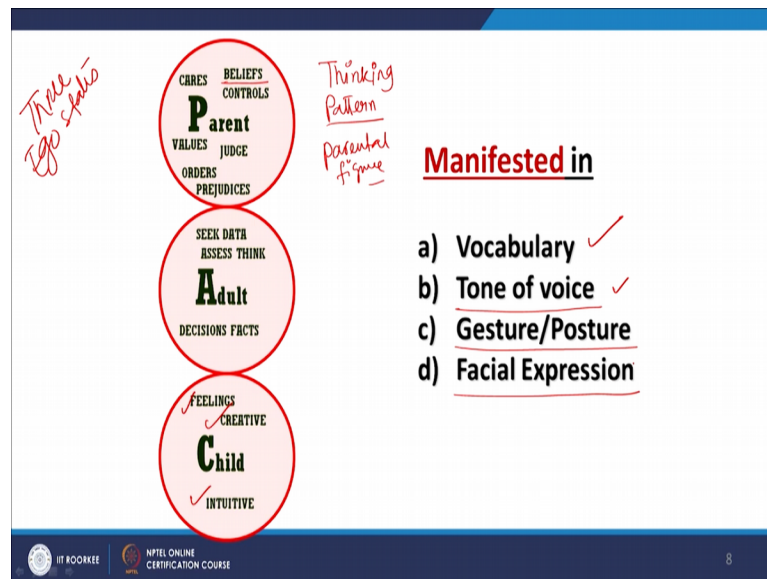 Three
Ego states
CARES BELIEFS
CONTROLS
Parent
VALUES JUDGE
ORDERS
PREJUDICES
Thinking
Pattern
parental
figure
SEEK DATA
ASSESS THINK
Adult
DECISIONS FACTS
FEELINGS
CREATIVE
Child
INTUITIVE
Manifested in
a) Vocabulary
b) Tone of voice
c) Gesture/Posture
d) Facial Expression
IIT ROORKEE
NPTEL ONLINE
CERTIFICATION COURSE
8